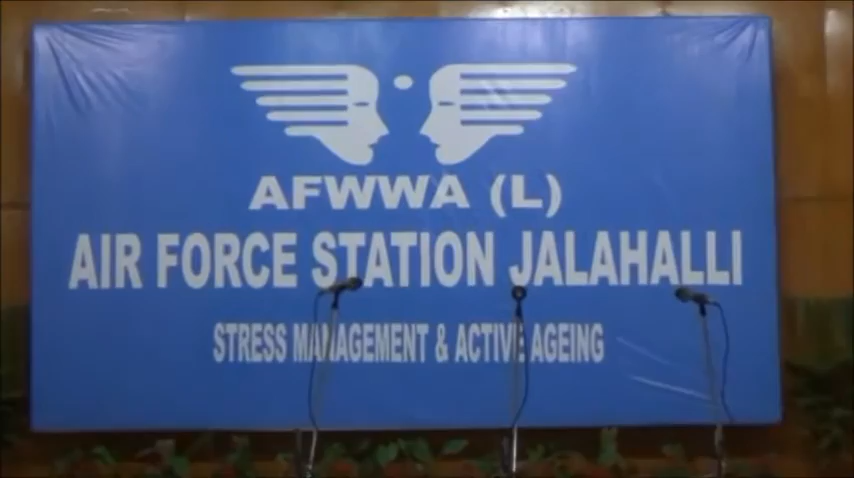 AFWWA (L)
AIR FORCE STATION JALAHALLI
STRESS MANAGEMENT & ACTIVE AGEING